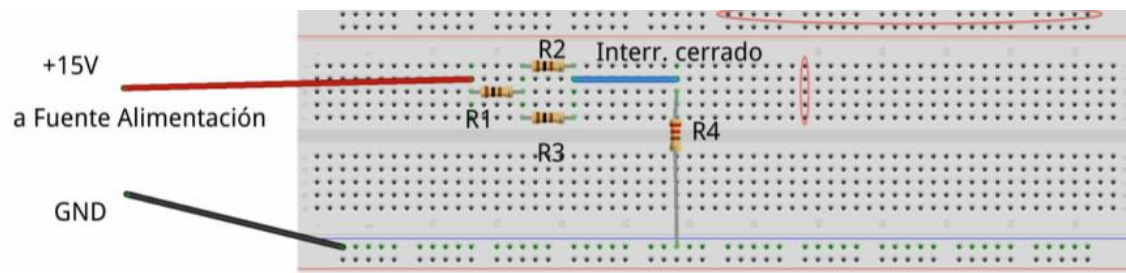 +15V
a Fuente Alimentación
GND
R2
Interr. cerrado
R1
R3
R4